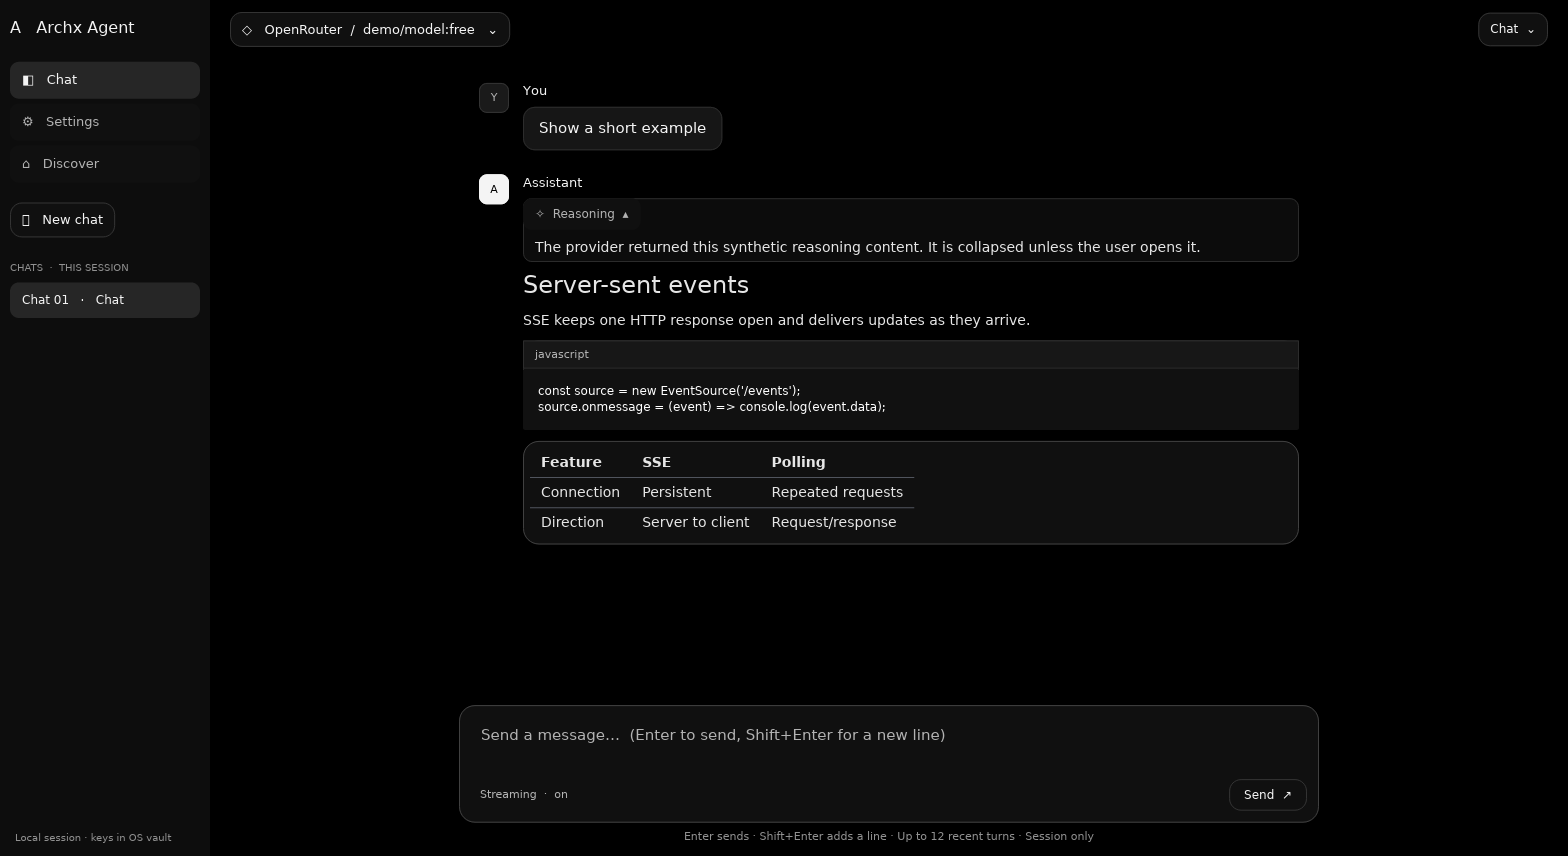 A Archx Agent
Chat
Settings
Discover
New chat
CHATS · THIS SESSION
Chat 01 · Chat
Local session · keys in OS vault
OpenRouter / demo/model:free
Chat
Y
You
Show a short example
A
Assistant
Reasoning
The provider returned this synthetic reasoning content. It is collapsed unless the user opens it.
Server-sent events
SSE keeps one HTTP response open and delivers updates as they arrive.
javascript
const source = new EventSource('/events');
source.onmessage = (event) => console.log(event.data);
Feature SSE Polling
Connection Persistent Repeated requests
Direction Server to client Request/response
Send a message... (Enter to send, Shift+Enter for a new line)
Streaming · on
Send ↗
Enter sends · Shift+Enter adds a line · Up to 12 recent turns · Session only